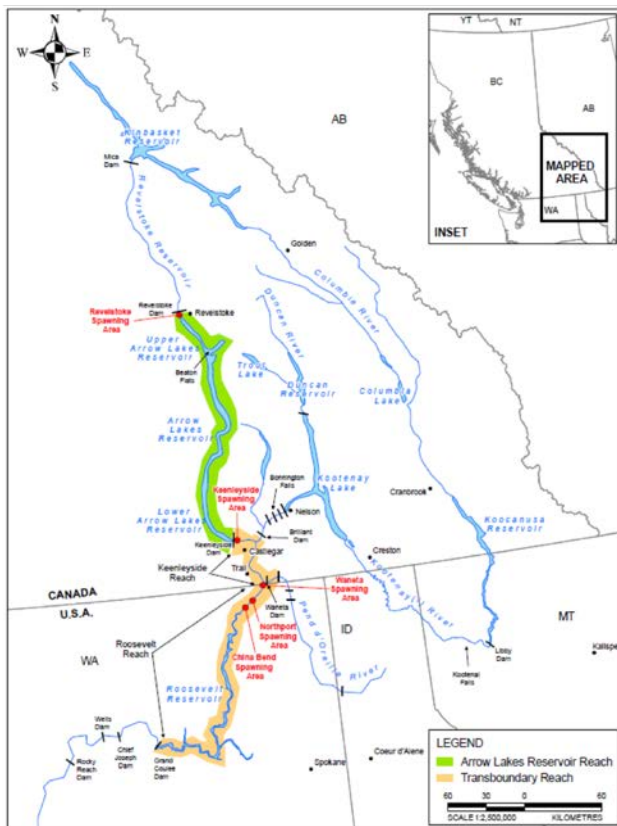 N
W E
S
YT
NT
BC
AB
MAPPED
AREA
WA
INSET
AB
Kinbasket
Reservoir
Mica
Dam
Revelstoke Reservoir
Golden
Columbia River
Duncan River
Revelstoke
Dam
Revelstoke
Revelstoke
Spawning
Area
Upper
Arrow Lakes
Reservoir
Beaton
Flats
Trout
Lake
Duncan
Reservoir
Columbia
Lake
Arrow
Lakes
Reservoir
Kootenay
Lake
Bonnington
Falls
Keenleyside
Spawning
Area
Nelson
Cranbrook
Koocanusa Reservoir
Lower
Arrow Lakes
Reservoir
Brilliant Dam
Keenleyside
Dam
Castlegar
Creston
Trail
Keenleyside
Reach
Waneta
Spawning
Area
CANADA
U.S.A.
Waneta
Dam
Kootenai River
Northport
Spawning
Area
ID
MT
Roosevelt
Reach
WA
China Bend
Spawning
Area
Pend d'Oreille River
Libby
Dam
Kalispe
Kootenai
Falls
Roosevelt
Reservoir
Wells
Dam
Rocky
Reach
Dam
Chief
Joseph
Dam
Grand
Coulee
Dam
Spokane
Coeur d'Alene
LEGEND
Arrow Lakes Reservoir Reach
Transboundary Reach
60 30 0 60
SCALE 1:2,500,000 KILOMETRES